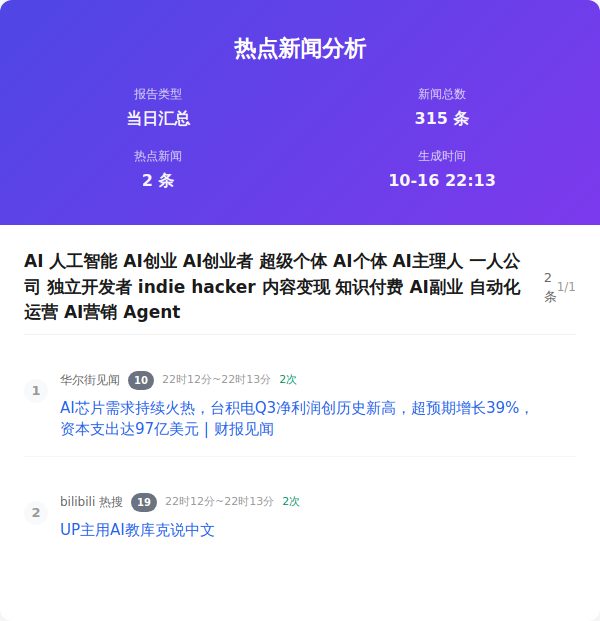 热点新闻分析
报告类型
当日汇总
新闻总数
315 条
热点新闻
2 条
生成时间
10-16 22:13
AI 人工智能 AI创业 AI创业者 超级个体 AI个体 AI主理人 一人公
司 独立开发者 indie hacker 内容变现 知识付费 AI副业 自动化
运营 AI营销 Agent
2
条
1/1
1
华尔街见闻 10 22时12分~22时13分 2次
AI芯片需求持续火热，台积电Q3净利润创历史新高，超预期增长39%，
资本支出达97亿美元 | 财报见闻
2
bilibili 热搜 19 22时12分~22时13分 2次
UP主用AI教库克说中文